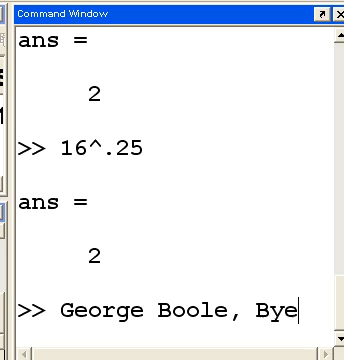 Command Window
ans =
2
>> 16^.25
ans =
2
>> George Boole, Bye